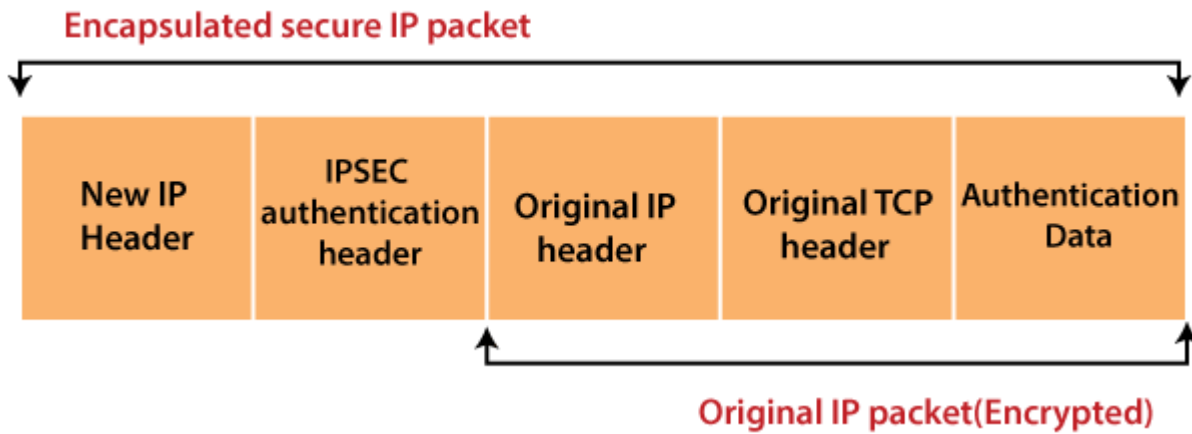 Encapsulated secure IP packet
New IP
Header
IPSEC
authentication
header
Original IP
header
Original TCP
header
Authentication
Data
Original IP packet(Encrypted)